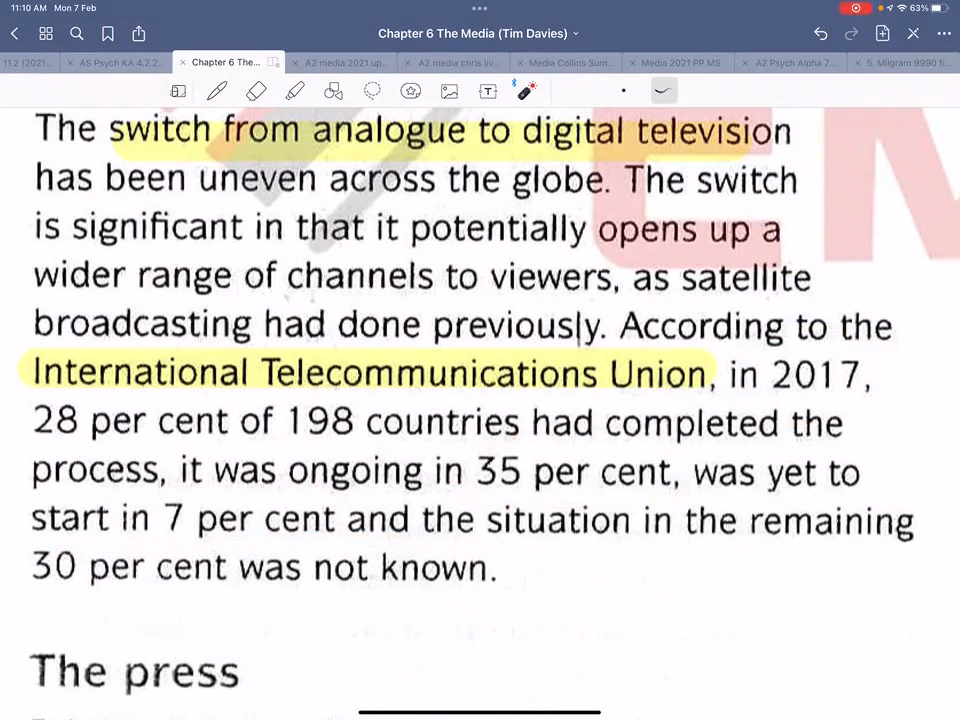 11:10 AM Mon 7 Feb
63%
Chapter 6 The Media (Tim Davies)
11.2 (2021...
AS Psych KA 4.2.2...
Chapter 6 The...
A2 media 2021 up...
A2 media chris liv...
Media Collins Sum...
Media 2021 PP MS
A2 Psych Alpha 7...
5. Milgram 9990 fi...
The switch from analogue to digital television
has been uneven across the globe. The switch
is significant in that it potentially opens up a
wider range of channels to viewers, as satellite
broadcasting had done previously. According to the
International Telecommunications Union, in 2017,
28 per cent of 198 countries had completed the
process, it was ongoing in 35 per cent, was yet to
start in 7 per cent and the situation in the remaining
30 per cent was not known.
The press